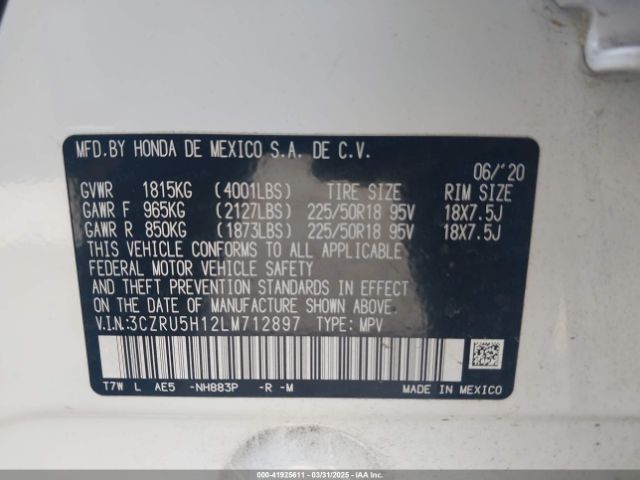 MFD.BY HONDA DE MEXICO S.A. DE C.V.
06/'20
GVWR 1815KG (4001LBS) TIRE SIZE RIM SIZE
GAWR F 965KG (2127LBS) 225/50R18 95V 18X7.5J
GAWR R 850KG (1873LBS) 225/50R18 95V 18X7.5J
THIS VEHICLE CONFORMS TO ALL APPLICABLE
FEDERAL MOTOR VEHICLE SAFETY
AND THEFT PREVENTION STANDARDS IN EFFECT
ON THE DATE OF MANUFACTURE SHOWN ABOVE.
V.I.N:3CZRU5H12LM712897 TYPE: MPV
T7W L AE5 -NH883P -R -M
MADE IN MEXICO
000-41925611 - 03/31/2025 - IAAI Corporate